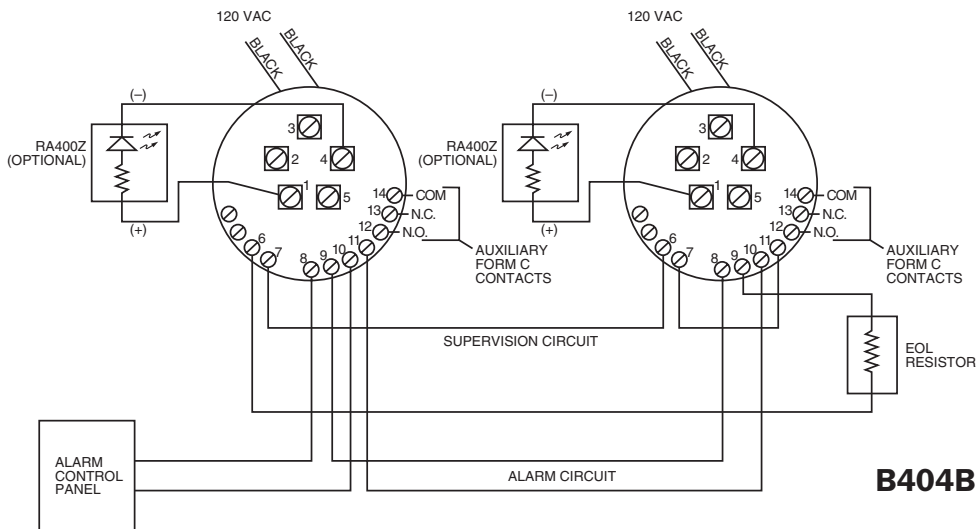 120 VAC
BLACK
BLACK
(–)
RA400Z
(OPTIONAL)
(+)
3
2
4
1
5
14
COM
13
N.C.
12
N.O.
11
10
9
8
7
6
AUXILIARY
FORM C
CONTACTS
120 VAC
BLACK
BLACK
(–)
RA400Z
(OPTIONAL)
(+)
3
2
4
1
5
14
COM
13
N.C.
12
N.O.
11
10
9
8
7
6
AUXILIARY
FORM C
CONTACTS
SUPERVISION CIRCUIT
EOL
RESISTOR
ALARM
CONTROL
PANEL
ALARM CIRCUIT
B404B